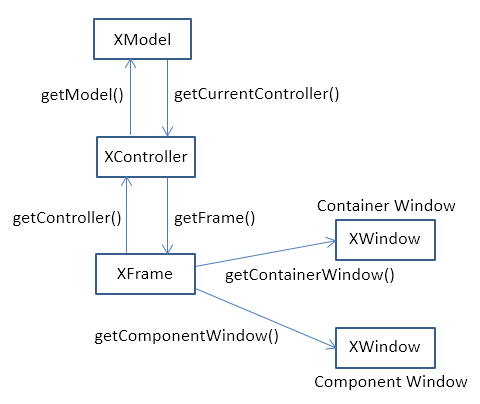 XModel
getModel()
getCurrentController()
XController
getController()
getFrame()
Container Window
XWindow
XFrame
getContainerWindow()
getComponentWindow()
XWindow
Component Window